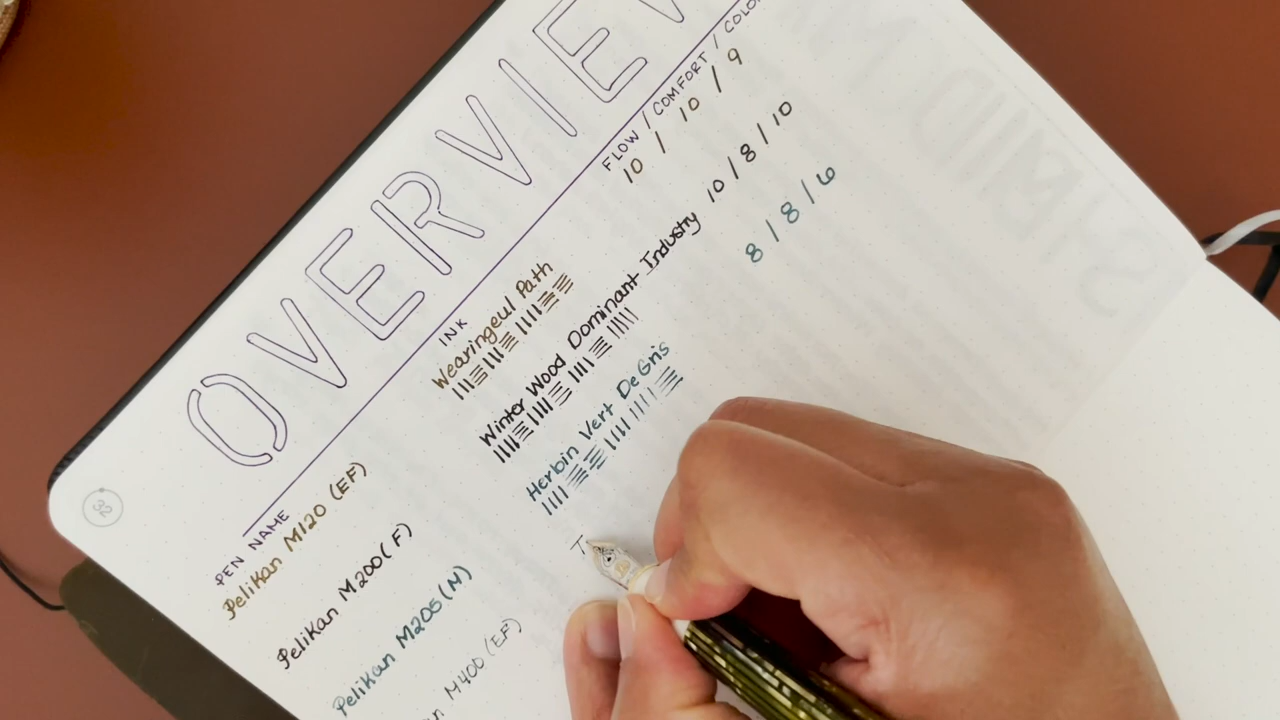 OVERVIEW
PEN NAME INK FLOW / COMFORT / COLOR
Pelikan M120 (EF) Wearingeul Path 10 / 10 / 9
Pelikan M200 (F) Winter Wood Dominant Industry 10 / 8 / 10
Pelikan M205 (M) Herbin Vert De Gris 8 / 8 / 6
M400 (EF) T
32